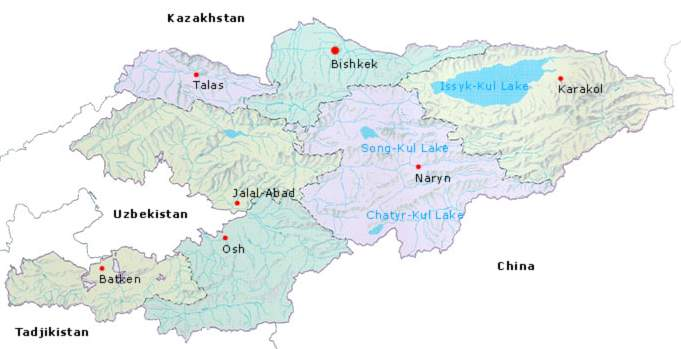 Kazakhstan
Bishkek
Talas
Issyk-Kul Lake
Karakol
Song-Kul Lake
Naryn
Jalal-Abad
Uzbekistan
Chatyr-Kul Lake
Osh
China
Batken
Tadjikistan